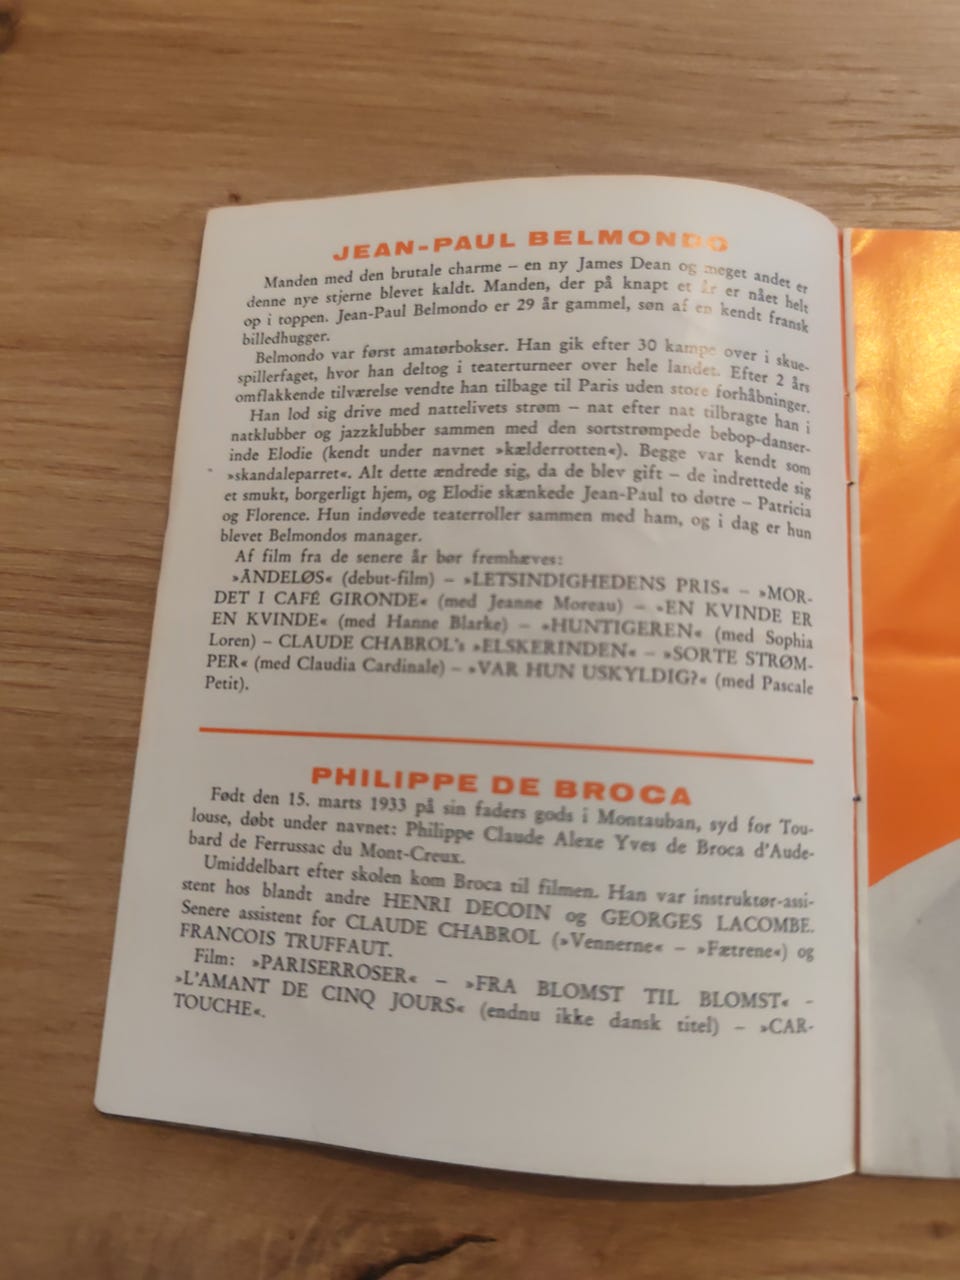 JEAN-PAUL BELMONDO
Manden med den brutale charme – en ny James Dean og meget andet er
denne nye stjerne blevet kaldt. Manden, der på knapt et år er nået helt
op i toppen. Jean-Paul Belmondo er 29 år gammel, søn af en kendt fransk
billedhugger.
Belmondo var først amatørbokser. Han gik efter 30 kampe over i skue-
spillerfaget, hvor han deltog i teaterturneer over hele landet. Efter 2 års
omflakkende tilværelse vendte han tilbage til Paris uden store forhåbninger.
Han lod sig drive med nattelivets strøm – nat efter nat tilbragte han i
natklubber og jazzklubber sammen med den sortstrømpede bebop-danser-
inde Elodie (kendt under navnet »kælderrotten«). Begge var kendt som
»skandaleparret«. Alt dette ændrede sig, da de blev gift – de indrettede sig
et smukt, borgerligt hjem, og Elodie skænkede Jean-Paul to døtre – Patricia
og Florence. Hun indøvede teaterroller sammen med ham, og i dag er hun
blevet Belmondos manager.
Af film fra de senere år bør fremhæves:
»ÅNDELØS« (debut-film) – »LETSINDIGHEDENS PRIS« – »MOR-
DET I CAFÉ GIRONDE« (med Jeanne Moreau) – »EN KVINDE ER
EN KVINDE« (med Hanne Blarke) – »HUNTIGEREN« (med Sophia
Loren) – CLAUDE CHABROL's »ELSKERINDEN« – »SORTE STRØM-
PER« (med Claudia Cardinale) – »VAR HUN USKYLDIG?« (med Pascale
Petit).
PHILIPPE DE BROCA
Født den 15. marts 1933 på sin faders gods i Montauban, syd for Tou-
louse, døbt under navnet: Philippe Claude Alexe Yves de Broca d'Aude-
bard de Ferrussac du Mont-Creux.
Umiddelbart efter skolen kom Broca til filmen. Han var instruktør-assi-
stent hos blandt andre HENRI DECOIN og GEORGES LACOMBE.
Senere assistent for CLAUDE CHABROL (»Vennerne« – »Fætrene«) og
FRANCOIS TRUFFAUT.
Film: »PARISERROSER« – »FRA BLOMST TIL BLOMST« –
»L'AMANT DE CINQ JOURS« (endnu ikke dansk titel) – »CAR-
TOUCHE«.